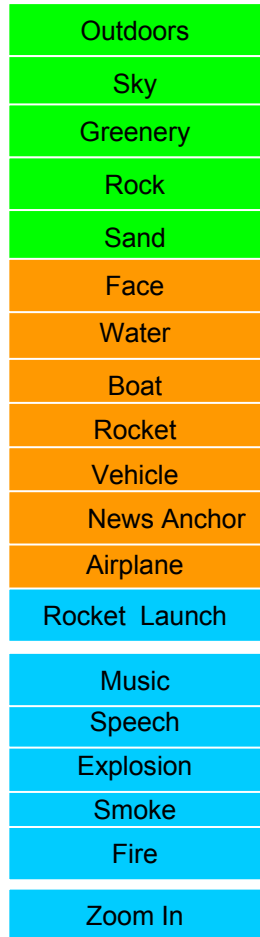 Outdoors
Sky
Greenery
Rock
Sand
Face
Water
Boat
Rocket
Vehicle
News Anchor
Airplane
Rocket Launch
Music
Speech
Explosion
Smoke
Fire
Zoom In